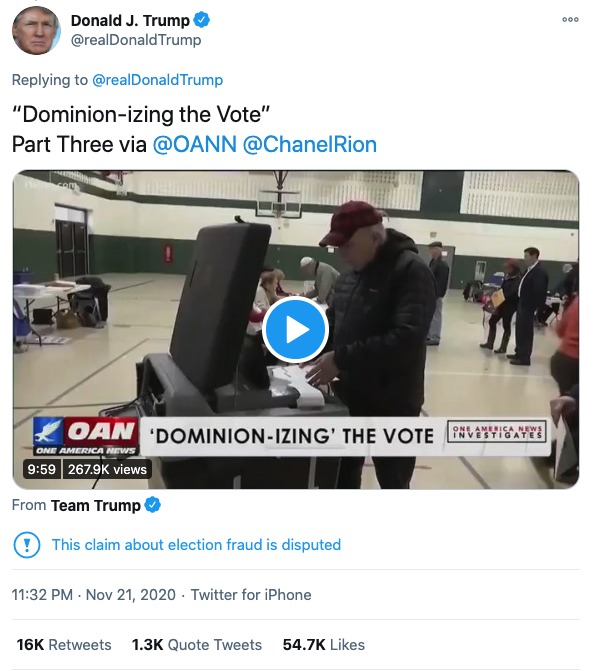 Donald J. Trump
@realDonaldTrump
Replying to @realDonaldTrump
“Dominion-izing the Vote”
Part Three via @OANN @ChanelRion
OAN
ONE AMERICA NEWS
'DOMINION-IZING' THE VOTE
ONE AMERICA NEWS
INVESTIGATES
9:59 267.9K views
From Team Trump
This claim about election fraud is disputed
11:32 PM · Nov 21, 2020 · Twitter for iPhone
16K Retweets 1.3K Quote Tweets 54.7K Likes